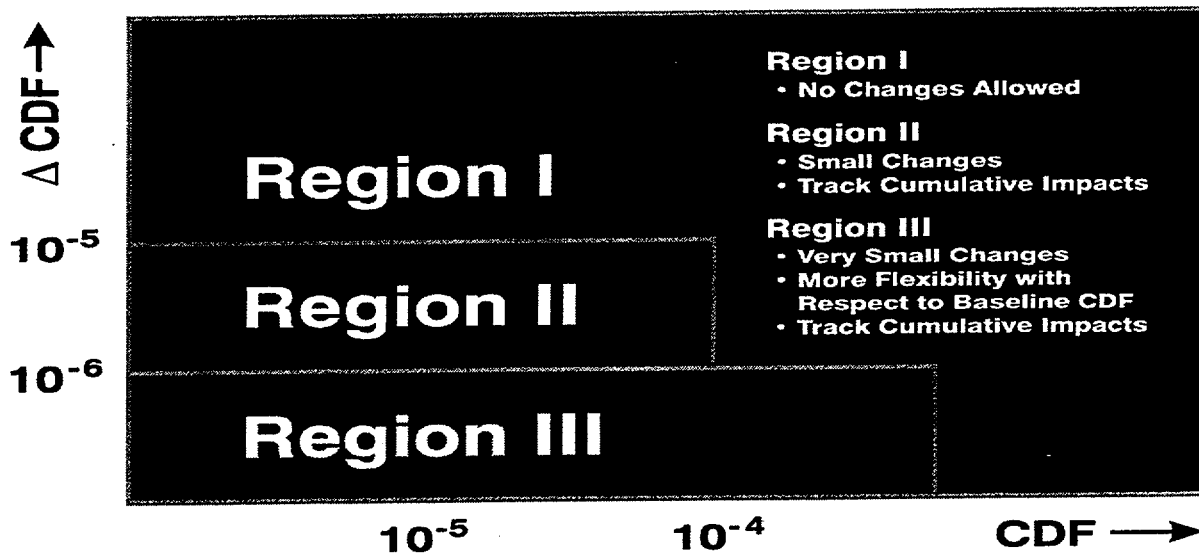 Δ CDF→
Region I
• No Changes Allowed
Region II
• Small Changes
• Track Cumulative Impacts
Region III
• Very Small Changes
• More Flexibility with
Respect to Baseline CDF
• Track Cumulative Impacts
Region I
10⁻⁵
Region II
10⁻⁶
Region III
10⁻⁵ 10⁻⁴ CDF →